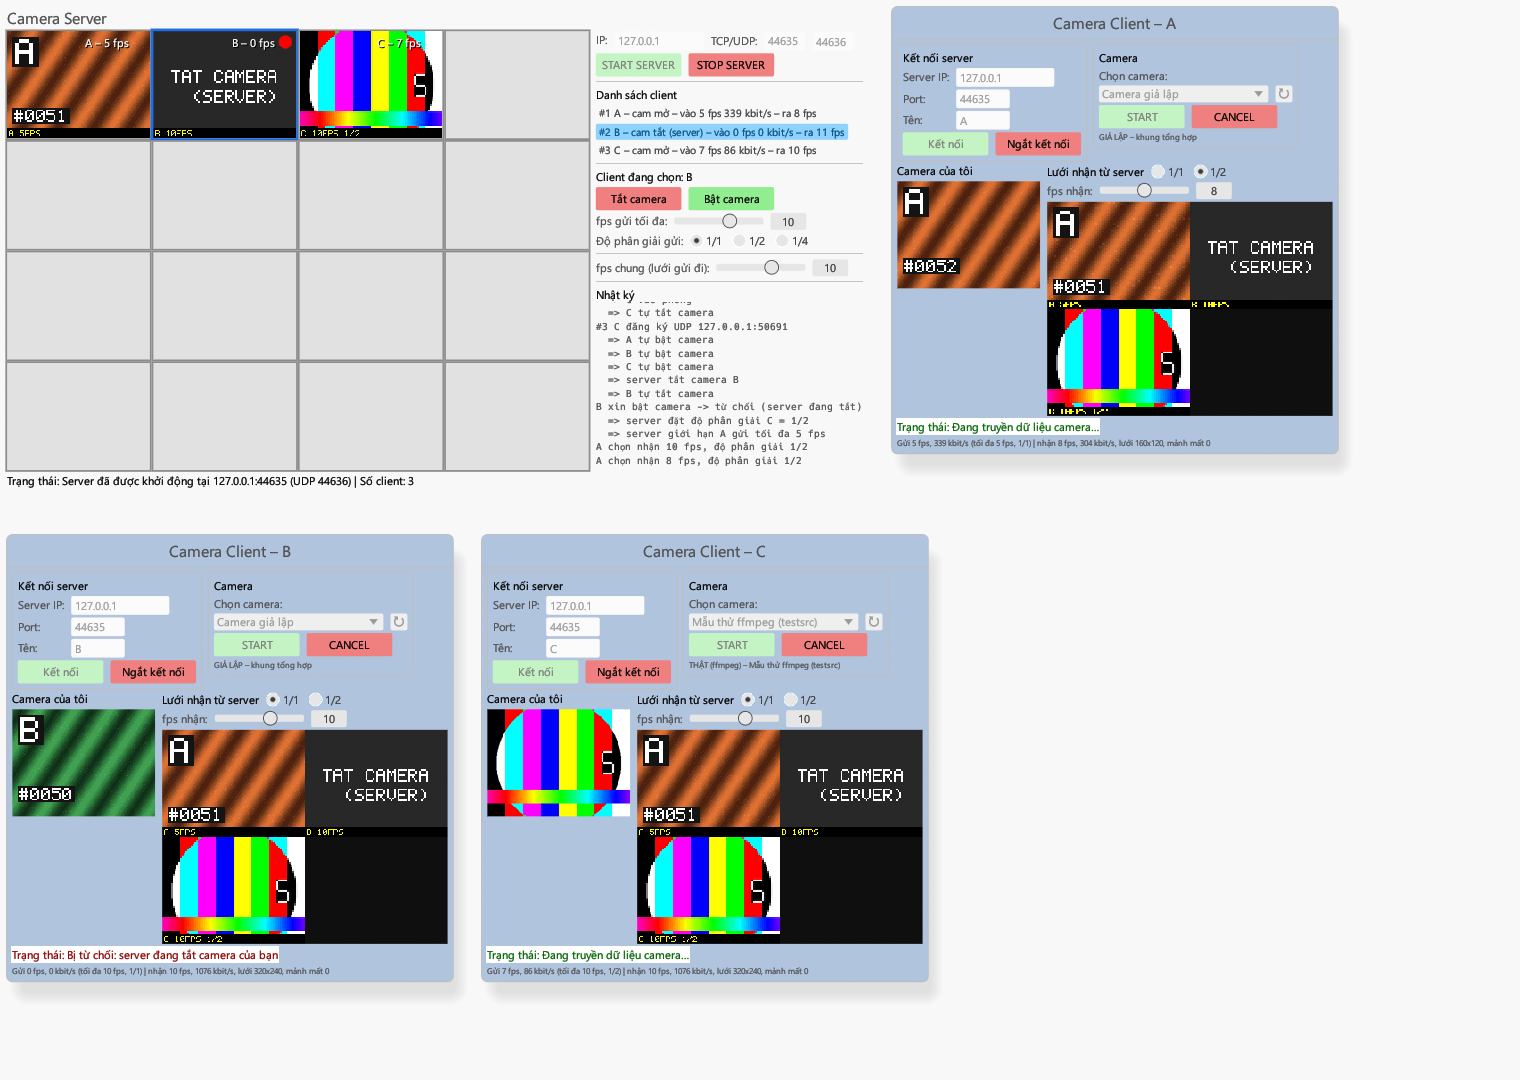 Camera Server
A – 5 fps
A
#0051
A 5FPS
B – 0 fps
TAT CAMERA
(SERVER)
B 10FPS
C – 7 fps
5
C 10FPS 1/2
IP: 127.0.0.1 TCP/UDP: 44635 44636
START SERVER STOP SERVER
Danh sách client
#1 A – cam mở – vào 5 fps 339 kbit/s – ra 8 fps
#2 B – cam tắt (server) – vào 0 fps 0 kbit/s – ra 11 fps
#3 C – cam mở – vào 7 fps 86 kbit/s – ra 10 fps
Client đang chọn: B
Tắt camera Bật camera
fps gửi tối đa: 10
Độ phân giải gửi: 1/1 1/2 1/4
fps chung (lưới gửi đi): 10
Nhật ký
=> C tự tắt camera
#3 C đăng ký UDP 127.0.0.1:50691
=> A tự bật camera
=> B tự bật camera
=> C tự bật camera
=> server tắt camera B
=> B tự tắt camera
B xin bật camera -> từ chối (server đang tắt)
=> server đặt độ phân giải C = 1/2
=> server giới hạn A gửi tối đa 5 fps
A chọn nhận 10 fps, độ phân giải 1/2
A chọn nhận 8 fps, độ phân giải 1/2
Trạng thái: Server đã được khởi động tại 127.0.0.1:44635 (UDP 44636) | Số client: 3
Camera Client – A
Kết nối server
Server IP: 127.0.0.1
Port: 44635
Tên: A
Kết nối Ngắt kết nối
Camera
Chọn camera:
Camera giả lập ↻
START CANCEL
GIẢ LẬP – khung tổng hợp
Camera của tôi
A
#0052
Lưới nhận từ server 1/1 1/2
fps nhận: 8
A
#0051
TAT CAMERA
(SERVER)
5
Trạng thái: Đang truyền dữ liệu camera...
Gửi 5 fps, 339 kbit/s (tối đa 5 fps, 1/1) | nhận 8 fps, 304 kbit/s, lưới 160x120, mảnh mất 0
Camera Client – B
Kết nối server
Server IP: 127.0.0.1
Port: 44635
Tên: B
Kết nối Ngắt kết nối
Camera
Chọn camera:
Camera giả lập ↻
START CANCEL
GIẢ LẬP – khung tổng hợp
Camera của tôi
B
#0050
Lưới nhận từ server 1/1 1/2
fps nhận: 10
A
#0051
TAT CAMERA
(SERVER)
5
Trạng thái: Bị từ chối: server đang tắt camera của bạn
Gửi 0 fps, 0 kbit/s (tối đa 10 fps, 1/1) | nhận 10 fps, 1076 kbit/s, lưới 320x240, mảnh mất 0
Camera Client – C
Kết nối server
Server IP: 127.0.0.1
Port: 44635
Tên: C
Kết nối Ngắt kết nối
Camera
Chọn camera:
Mẫu thử ffmpeg (testsrc) ↻
START CANCEL
THẬT (ffmpeg) – Mẫu thử ffmpeg (testsrc)
Camera của tôi
5
Lưới nhận từ server 1/1 1/2
fps nhận: 10
A
#0051
TAT CAMERA
(SERVER)
5
Trạng thái: Đang truyền dữ liệu camera...
Gửi 7 fps, 86 kbit/s (tối đa 10 fps, 1/2) | nhận 10 fps, 1076 kbit/s, lưới 320x240, mảnh mất 0